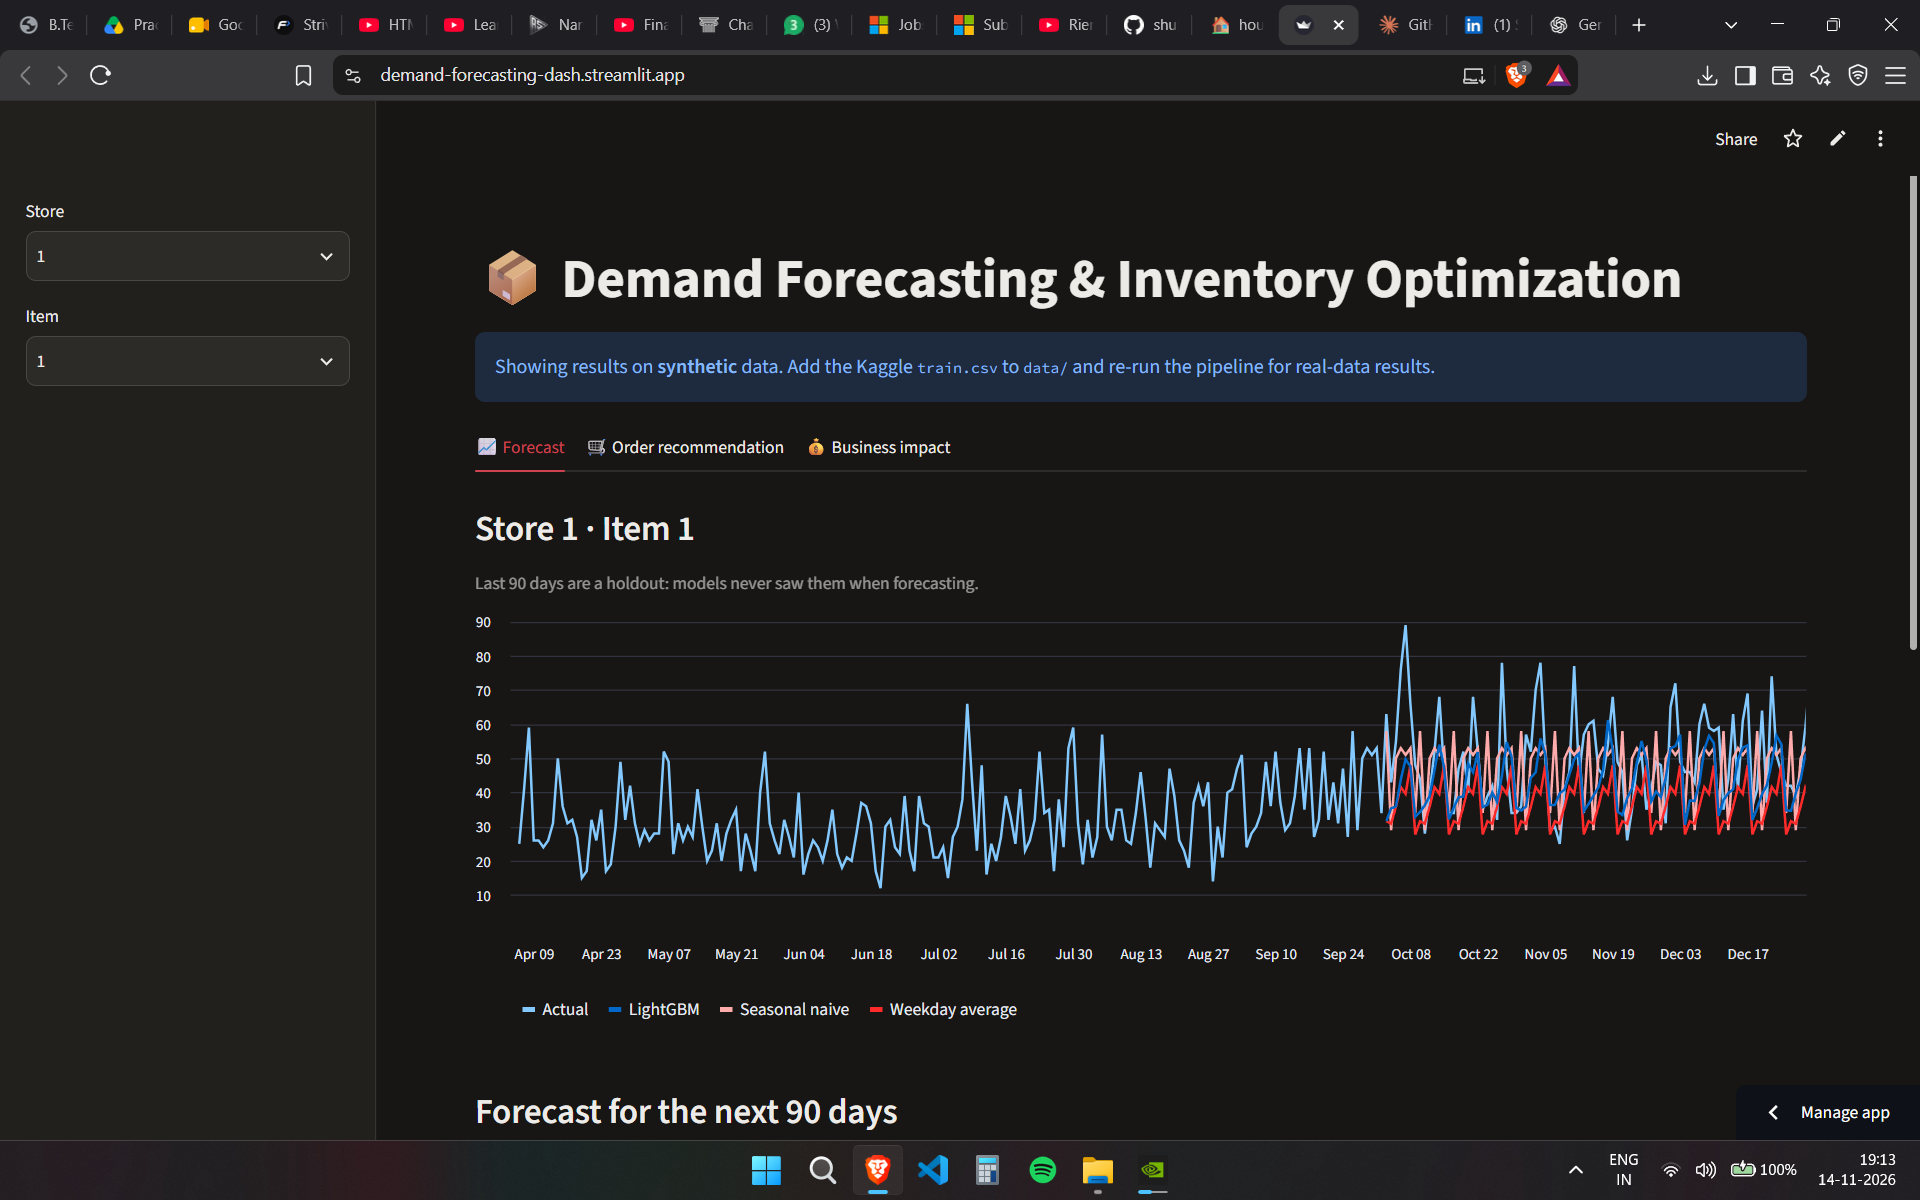 B.Te
Pra
Goo
Striv
HTM
Lea
Nar
Fina
Cha
3
(3)
Job
Sub
Rie
shu
hou
Git
in
(1)
Ger
demand-forecasting-dash.streamlit.app
3
Share
Store
1
Item
1
Demand Forecasting & Inventory Optimization
Showing results on synthetic data. Add the Kaggle train.csv to data/ and re-run the pipeline for real-data results.
Forecast
Order recommendation
Business impact
Store 1 · Item 1
Last 90 days are a holdout: models never saw them when forecasting.
90
80
70
60
50
40
30
20
10
Apr 09 Apr 23 May 07 May 21 Jun 04 Jun 18 Jul 02 Jul 16 Jul 30 Aug 13 Aug 27 Sep 10 Sep 24 Oct 08 Oct 22 Nov 05 Nov 19 Dec 03 Dec 17
Actual LightGBM Seasonal naive Weekday average
Forecast for the next 90 days
Manage app
ENG
IN
100%
19:13
14-11-2026